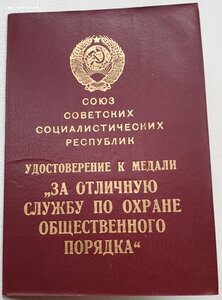 СОЮЗ
СОВЕТСКИХ
СОЦИАЛИСТИЧЕСКИХ
РЕСПУБЛИК
УДОСТОВЕРЕНИЕ К МЕДАЛИ
„ЗА ОТЛИЧНУЮ
СЛУЖБУ ПО ОХРАНЕ
ОБЩЕСТВЕННОГО
ПОРЯДКА“